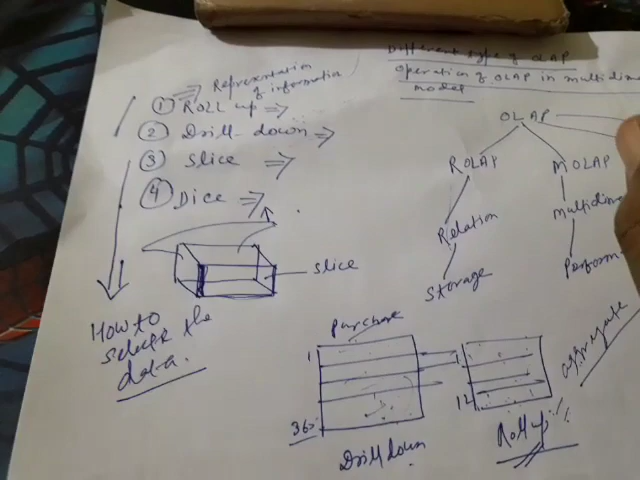 Different type of OLAP
Operation of OLAP in multidime
model
⇒ Representation
of information
① ROLL up ⇒
② Drill-down ⇒
③ Slice ⇒
④ Dice ⇒
slice
How to
select the
data.
OLAP
ROLAP
MOLAP
Relation
Multidime
Storage
Perform
Purchase
1
365
Drill down
1
12
Roll up
aggregate